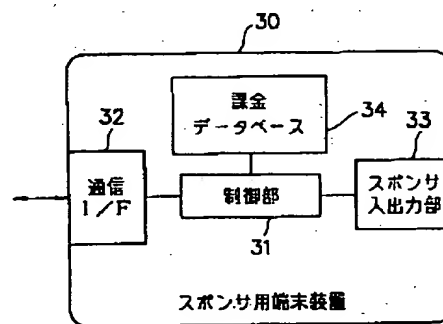 30
課金
データベース
34
32
通信
I/F
制御部
31
33
スポンサ
入出力部
スポンサ用端末装置